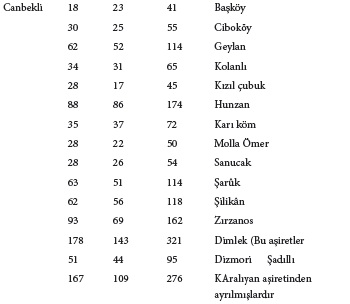 Canbekli 18 23 41 Başköy
30 25 55 Ciboköy
62 52 114 Geylan
34 31 65 Kolanlı
28 17 45 Kızıl çubuk
88 86 174 Hunzan
35 37 72 Karı köm
28 22 50 Molla Ömer
28 26 54 Sanucak
63 51 114 Şarûk
62 56 118 Şilikân
93 69 162 Zırzanos
178 143 321 Dimlek (Bu aşiretler
51 44 95 Dizmori Şadıllı
167 109 276 KAralıyan aşiretinden
ayrılmışlardır